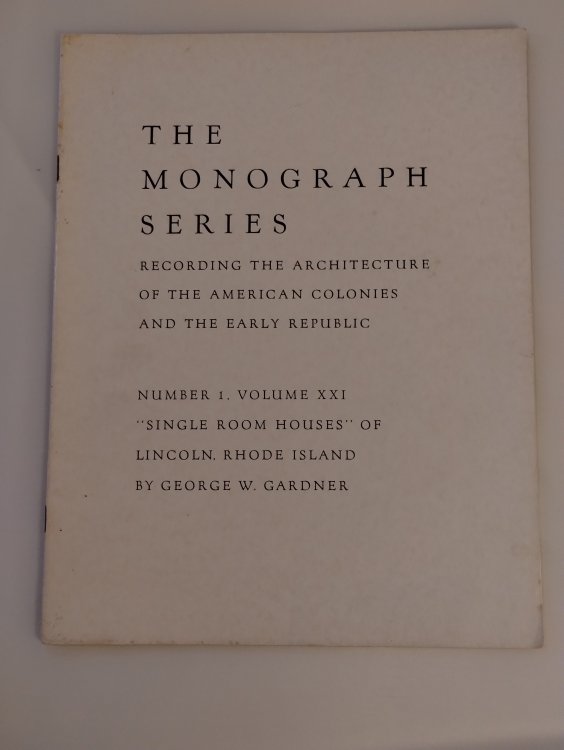 THE
MONOGRAPH
SERIES
RECORDING THE ARCHITECTURE
OF THE AMERICAN COLONIES
AND THE EARLY REPUBLIC
NUMBER 1, VOLUME XXI
"SINGLE ROOM HOUSES" OF
LINCOLN, RHODE ISLAND
BY GEORGE W. GARDNER